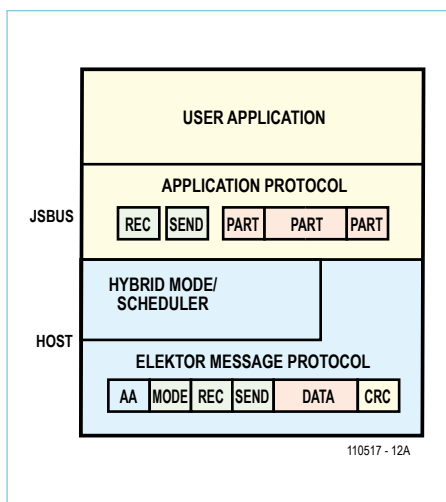 USER APPLICATION
APPLICATION PROTOCOL
JSBUS
REC SEND PART PART PART
HYBRID MODE/
SCHEDULER
HOST
ELEKTOR MESSAGE PROTOCOL
AA MODE REC SEND DATA CRC
110517 - 12A